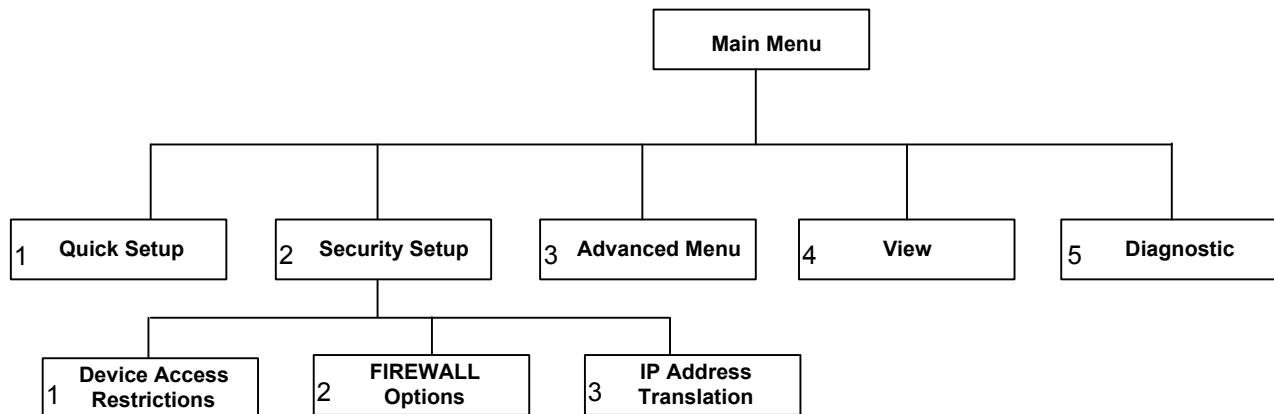 Main Menu
1 Quick Setup
2 Security Setup
3 Advanced Menu
4 View
5 Diagnostic
1 Device Access
Restrictions
2 FIREWALL
Options
3 IP Address
Translation